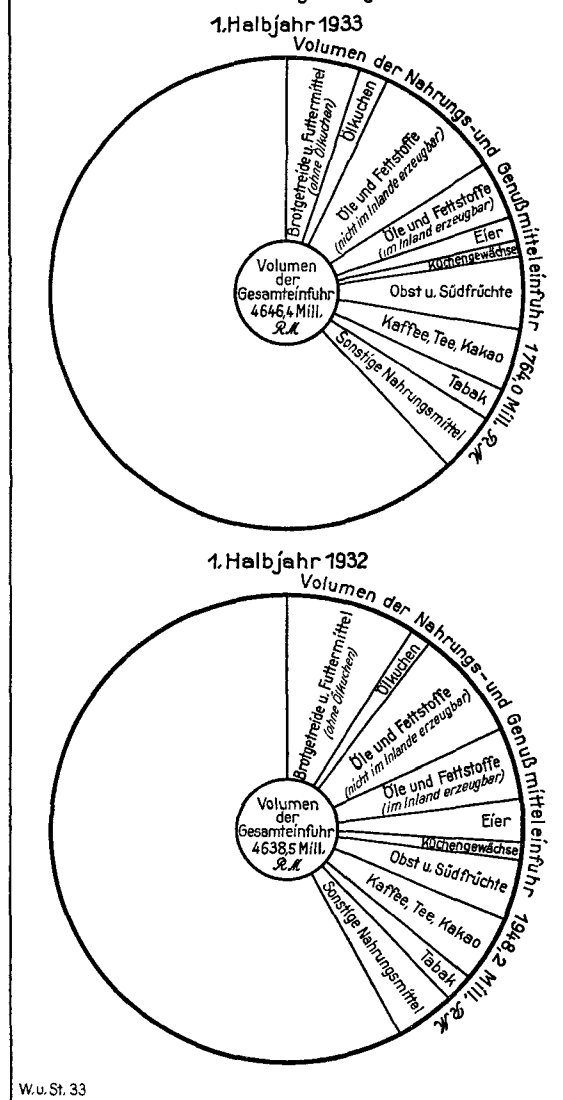 1. Halbjahr 1933
Volumen der Nahrungs- und Genußmitteleinfuhr 1764,0 Mill. RM
Brotgetreide u. Futtermittel
(ohne Ölkuchen)
Ölkuchen
Öle und Fettstoffe
(nicht im Inlande erzeugbar)
Öle und Fettstoffe
(im Inland erzeugbar)
Eier
Küchengewächse
Obst u. Südfrüchte
Kaffee, Tee, Kakao
Tabak
Sonstige Nahrungsmittel
Volumen
der
Gesamteinfuhr
4646,4 Mill.
RM
1. Halbjahr 1932
Volumen der Nahrungs- und Genußmitteleinfuhr 1948,2 Mill. RM
Brotgetreide u. Futtermittel
(ohne Ölkuchen)
Ölkuchen
Öle und Fettstoffe
(nicht im Inlande erzeugbar)
Öle und Fettstoffe
(im Inland erzeugbar)
Eier
Küchengewächse
Obst u. Südfrüchte
Kaffee, Tee, Kakao
Tabak
Sonstige Nahrungsmittel
Volumen
der
Gesamteinfuhr
4638,5 Mill.
RM
W. u. St. 33